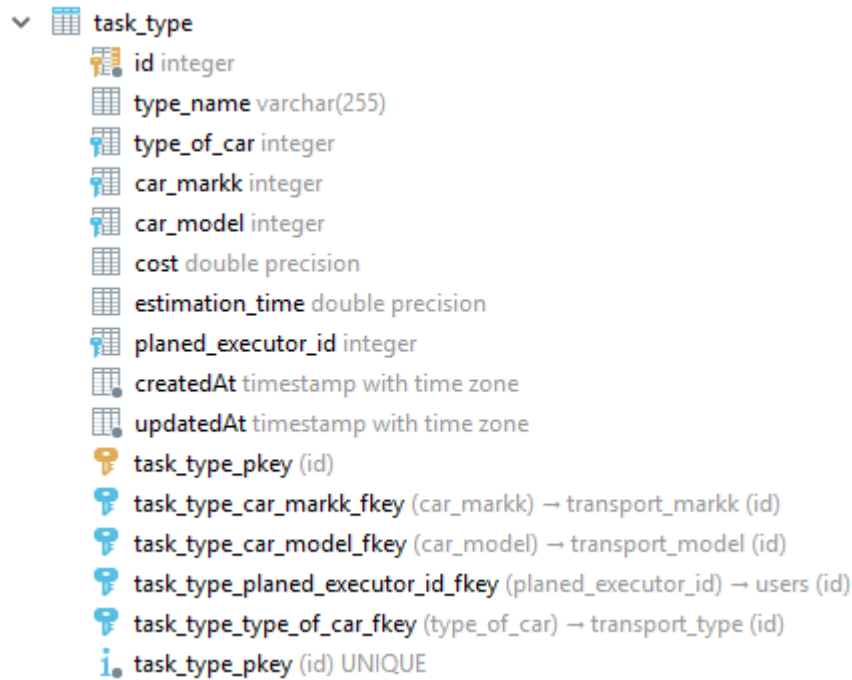 task_type
id integer
type_name varchar(255)
type_of_car integer
car_markk integer
car_model integer
cost double precision
estimation_time double precision
planed_executor_id integer
createdAt timestamp with time zone
updatedAt timestamp with time zone
task_type_pkey (id)
task_type_car_markk_fkey (car_markk) → transport_markk (id)
task_type_car_model_fkey (car_model) → transport_model (id)
task_type_planed_executor_id_fkey (planed_executor_id) → users (id)
task_type_type_of_car_fkey (type_of_car) → transport_type (id)
task_type_pkey (id) UNIQUE